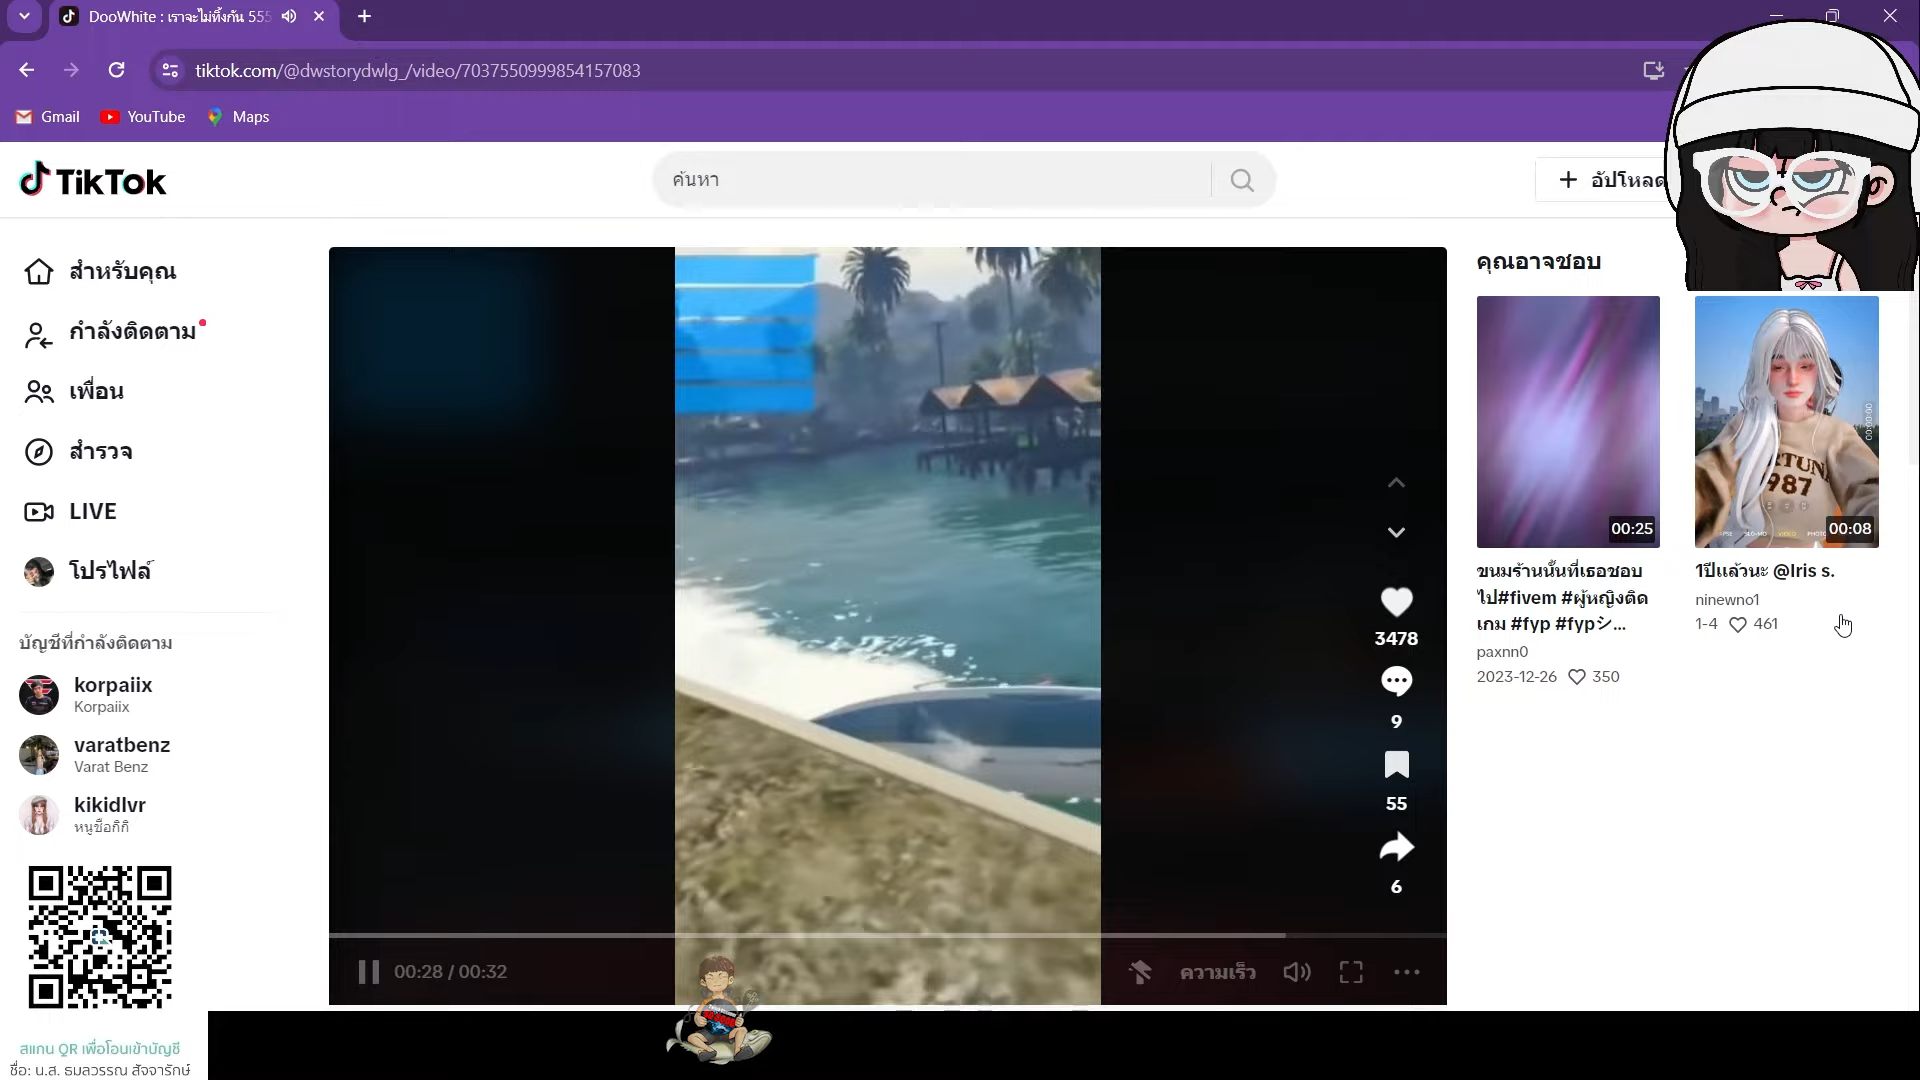 DooWhite : เราจะไม่ทิ้งกัน 555
tiktok.com/@dwstorydwlg_/video/7037550999854157083
Gmail
YouTube
Maps
TikTok
ค้นหา
อัปโหลด
สำหรับคุณ
กำลังติดตาม
เพื่อน
สำรวจ
LIVE
โปรไฟล์
บัญชีที่กำลังติดตาม
korpaiix
Korpaiix
varatbenz
Varat Benz
kikidlvr
หนูชื่อกีกี
สแกน QR เพื่อโอนเข้าบัญชี
ชื่อ: น.ส. ธมลวรรณ สัจจารักษ์
3478
9
55
6
00:28 / 00:32
ความเร็ว
คุณอาจชอบ
00:25
ขนมร้านนั้นที่เธอชอบ
ไป#fivem #ผู้หญิงติด
เกม #fyp #fypシ...
paxnn0
2023-12-26
350
987
00:00:00
VIDEO
00:08
1ปีแล้วนะ @Iris s.
ninewno1
1-4
461